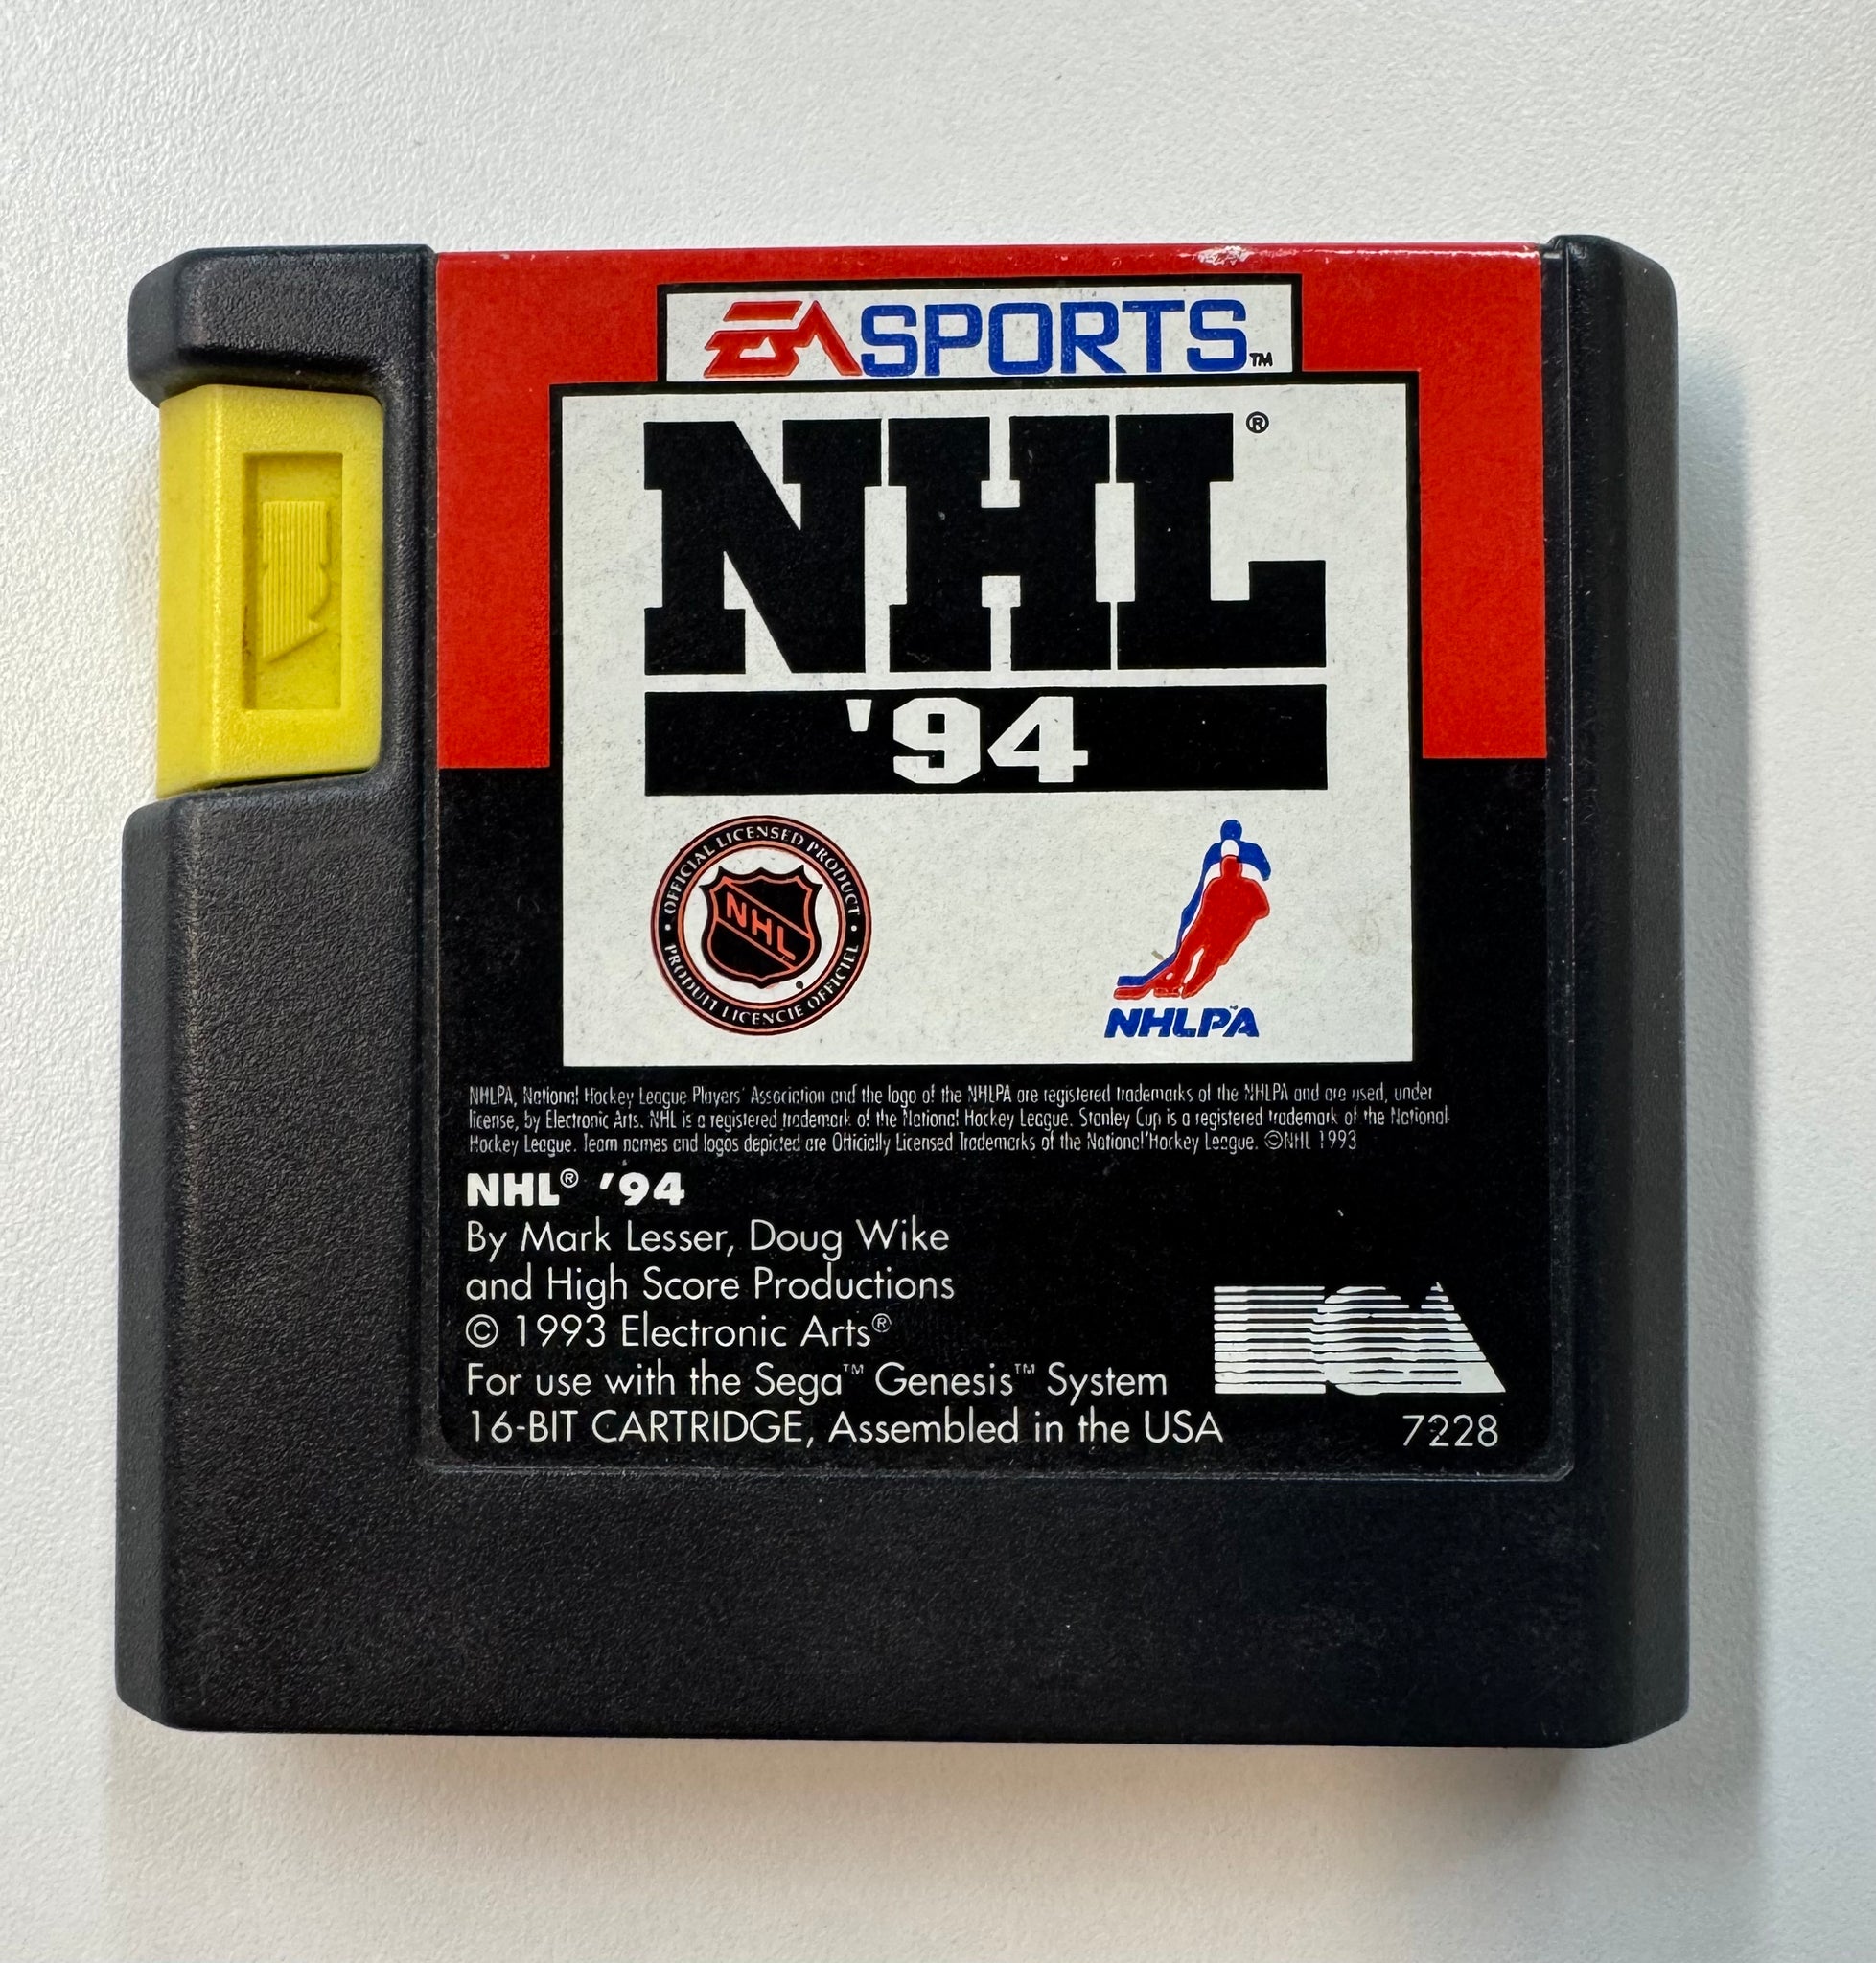 EA SPORTS™
NHL®
'94
• OFFICIAL LICENSED PRODUCT •
NHL
PRODUIT LICENCIE OFFICIEL
NHLPA™
NHLPA, National Hockey League Players' Association and the logo of the NHLPA are registered trademarks of the NHLPA and are used, under
license, by Electronic Arts. NHL is a registered trademark of the National Hockey League. Stanley Cup is a registered trademark of the National
Hockey League. Team names and logos depicted are Officially Licensed Trademarks of the National Hockey League. ©NHL 1993
NHL® '94
By Mark Lesser, Doug Wike
and High Score Productions
© 1993 Electronic Arts®
EOA
For use with the Sega™ Genesis™ System
16-BIT CARTRIDGE, Assembled in the USA
7228